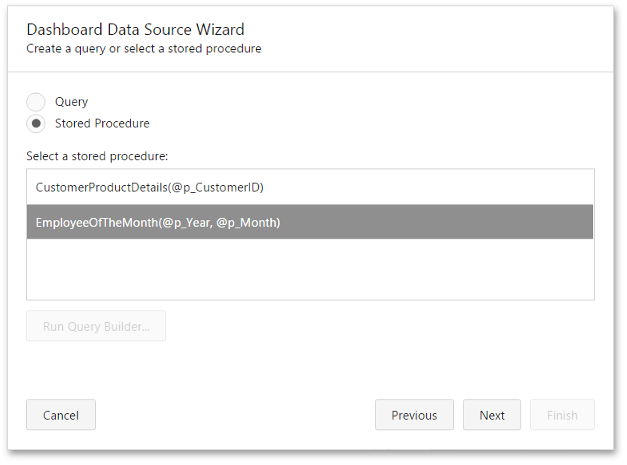 Dashboard Data Source Wizard
Create a query or select a stored procedure
Query
Stored Procedure
Select a stored procedure:
CustomerProductDetails(@p_CustomerID)
EmployeeOfTheMonth(@p_Year, @p_Month)
Run Query Builder...
Cancel
Previous
Next
Finish